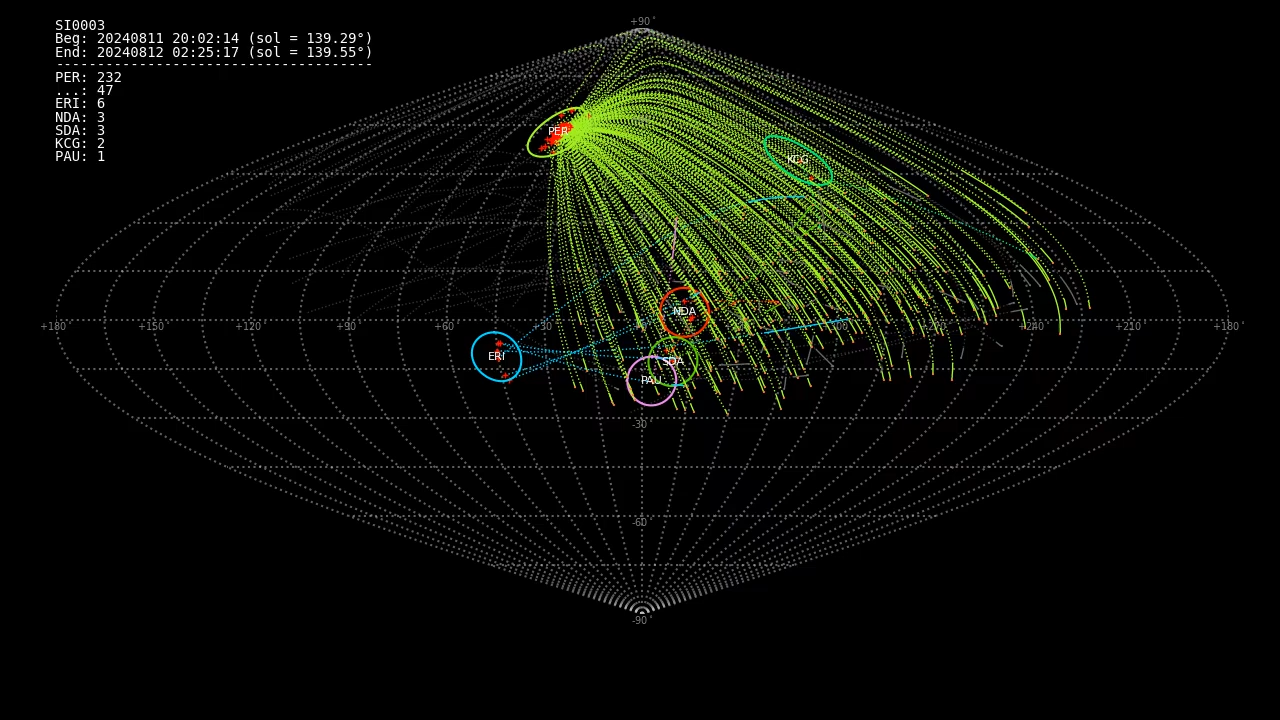 SI0003
Beg: 20240811 20:02:14 (sol = 139.29°)
End: 20240812 02:25:17 (sol = 139.55°)
--------------------------------------
PER: 232
...: 47
ERI: 6
NDA: 3
SDA: 3
KCG: 2
PAU: 1
+90°
PER
KCG
NDA
+180° +150° +120° +90° +60° +30° +240° +210° +180°
ERI
SDA
PAU
-30
-60
-90°